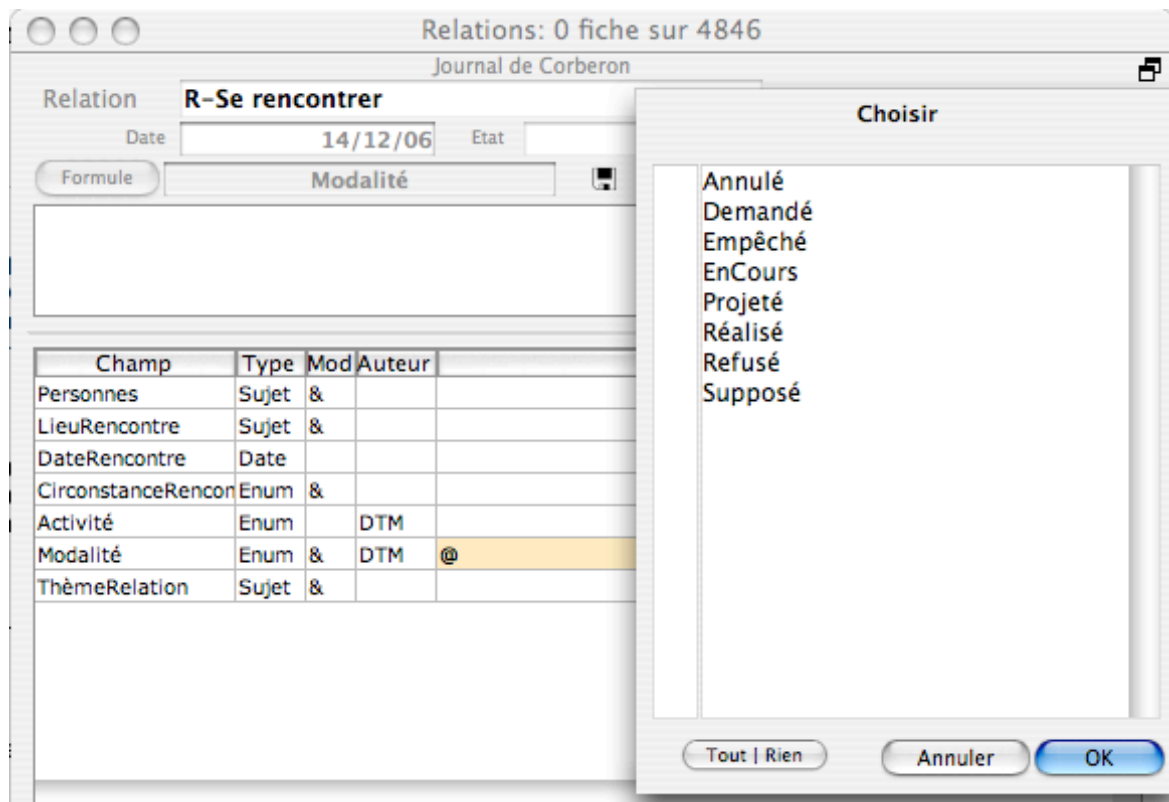 Relations: 0 fiche sur 4846
Journal de Corberon
Relation R-Se rencontrer
Date 14/12/06 Etat
Formule Modalité
Champ Type Mod Auteur
Personnes Sujet &
LieuRencontre Sujet &
DateRencontre Date
CirconstanceRencon Enum &
Activité Enum DTM
Modalité Enum & DTM @
ThèmeRelation Sujet &
Choisir
Annulé
Demandé
Empêché
EnCours
Projeté
Réalisé
Refusé
Supposé
Tout | Rien Annuler OK